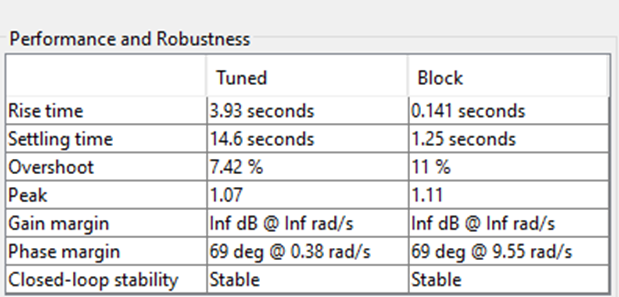 Performance and Robustness
Tuned Block
Rise time 3.93 seconds 0.141 seconds
Settling time 14.6 seconds 1.25 seconds
Overshoot 7.42 % 11 %
Peak 1.07 1.11
Gain margin Inf dB @ Inf rad/s Inf dB @ Inf rad/s
Phase margin 69 deg @ 0.38 rad/s 69 deg @ 9.55 rad/s
Closed-loop stability Stable Stable